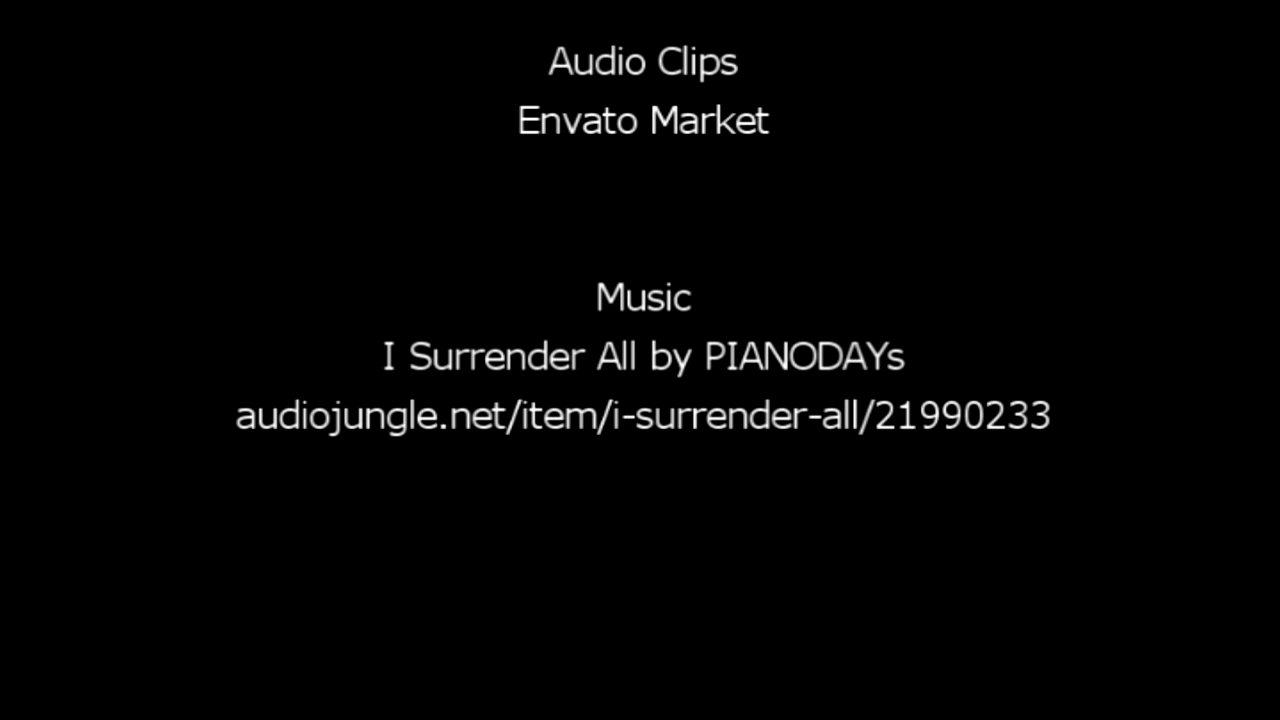 Audio Clips
Envato Market
Music
I Surrender All by PIANODAYs
audiojungle.net/item/i-surrender-all/21990233